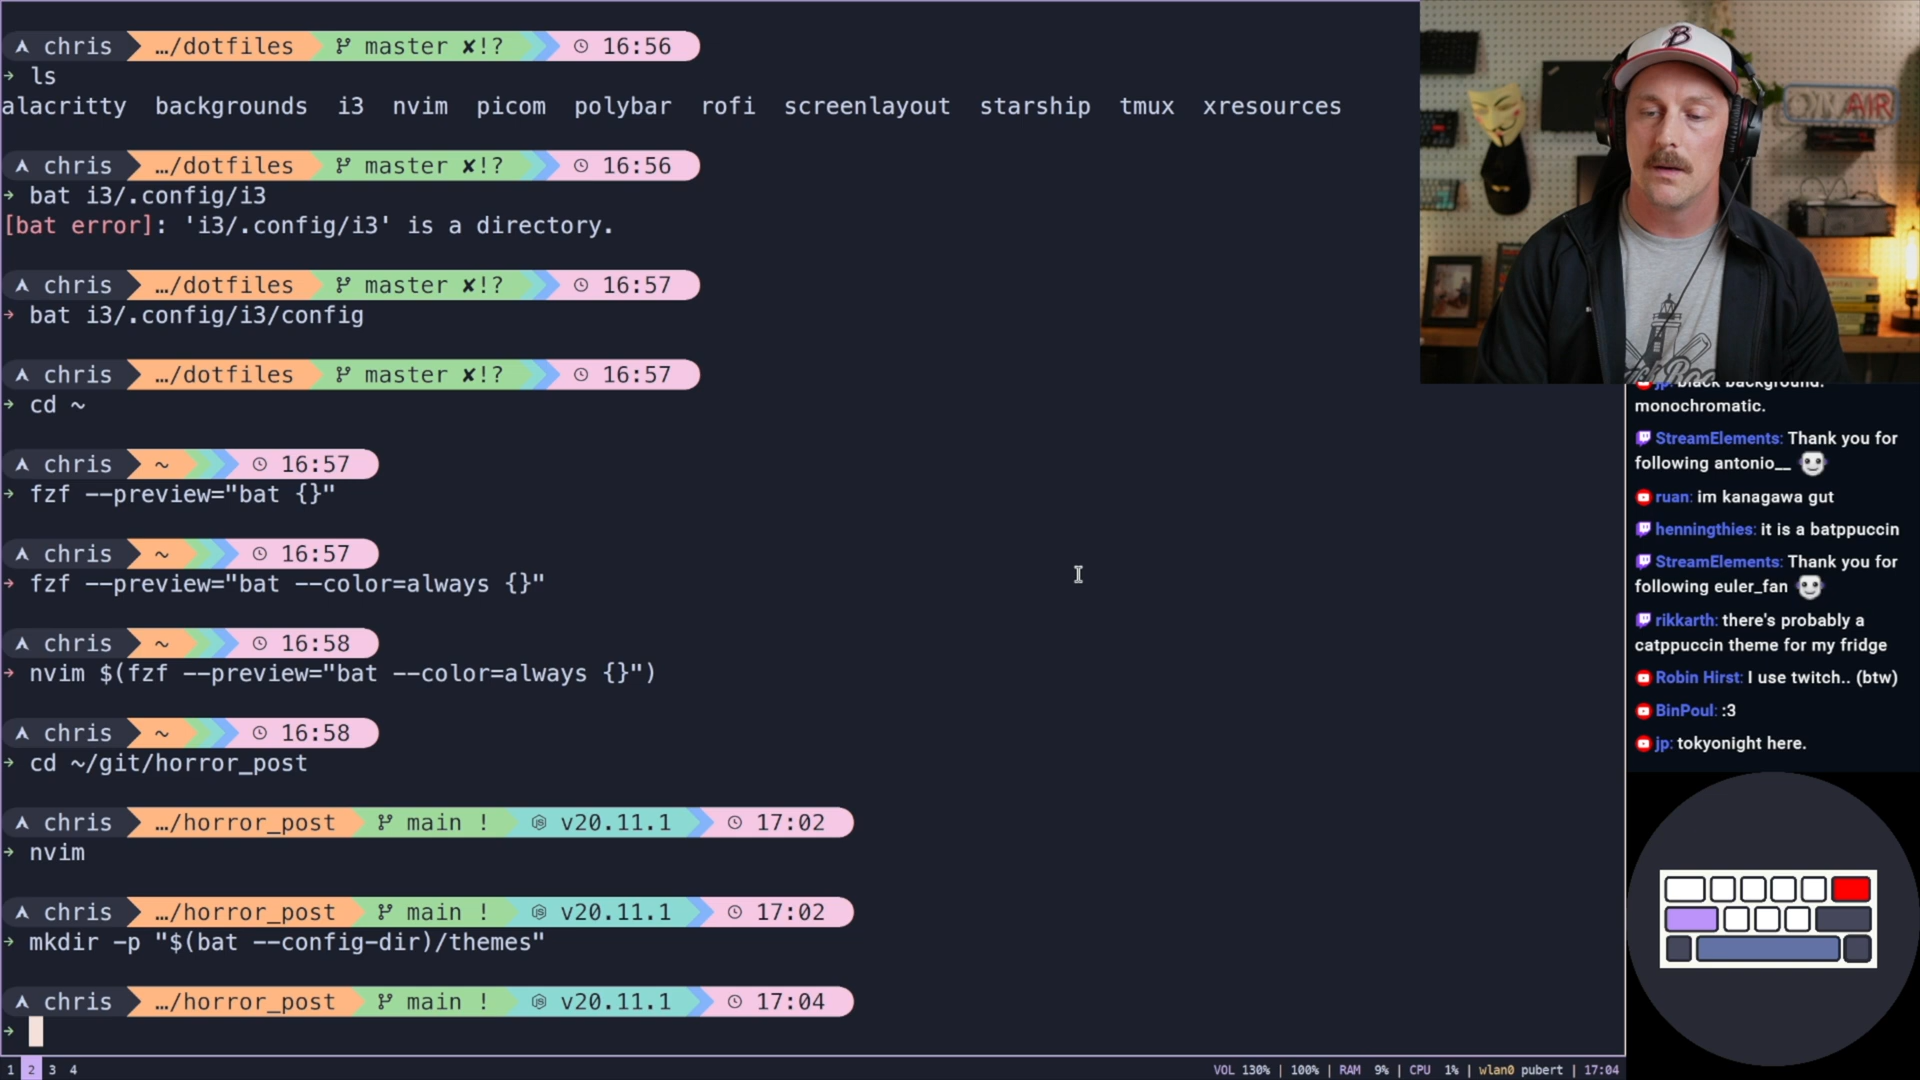 chris …/dotfiles master ✘!? 16:56
→ ls
alacritty backgrounds i3 nvim picom polybar rofi screenlayout starship tmux xresources
chris …/dotfiles master ✘!? 16:56
→ bat i3/.config/i3
[bat error]: 'i3/.config/i3' is a directory.
chris …/dotfiles master ✘!? 16:57
→ bat i3/.config/i3/config
chris …/dotfiles master ✘!? 16:57
→ cd ~
chris ~ 16:57
→ fzf --preview="bat {}"
chris ~ 16:57
→ fzf --preview="bat --color=always {}"
chris ~ 16:58
→ nvim $(fzf --preview="bat --color=always {}")
chris ~ 16:58
→ cd ~/git/horror_post
chris …/horror_post main ! v20.11.1 17:02
→ nvim
chris …/horror_post main ! v20.11.1 17:02
→ mkdir -p "$(bat --config-dir)/themes"
chris …/horror_post main ! v20.11.1 17:04
→
1 2 3 4
VOL 130% | 100% | RAM 9% | CPU 1% | wlan0 pubert | 17:04
B
ON AIR
jp: black background.
monochromatic.
StreamElements: Thank you for
following antonio__
ruan: im kanagawa gut
henningthies: it is a batppuccin
StreamElements: Thank you for
following euler_fan
rikkarth: there's probably a
catppuccin theme for my fridge
Robin Hirst: I use twitch.. (btw)
BinPoul: :3
jp: tokyonight here.